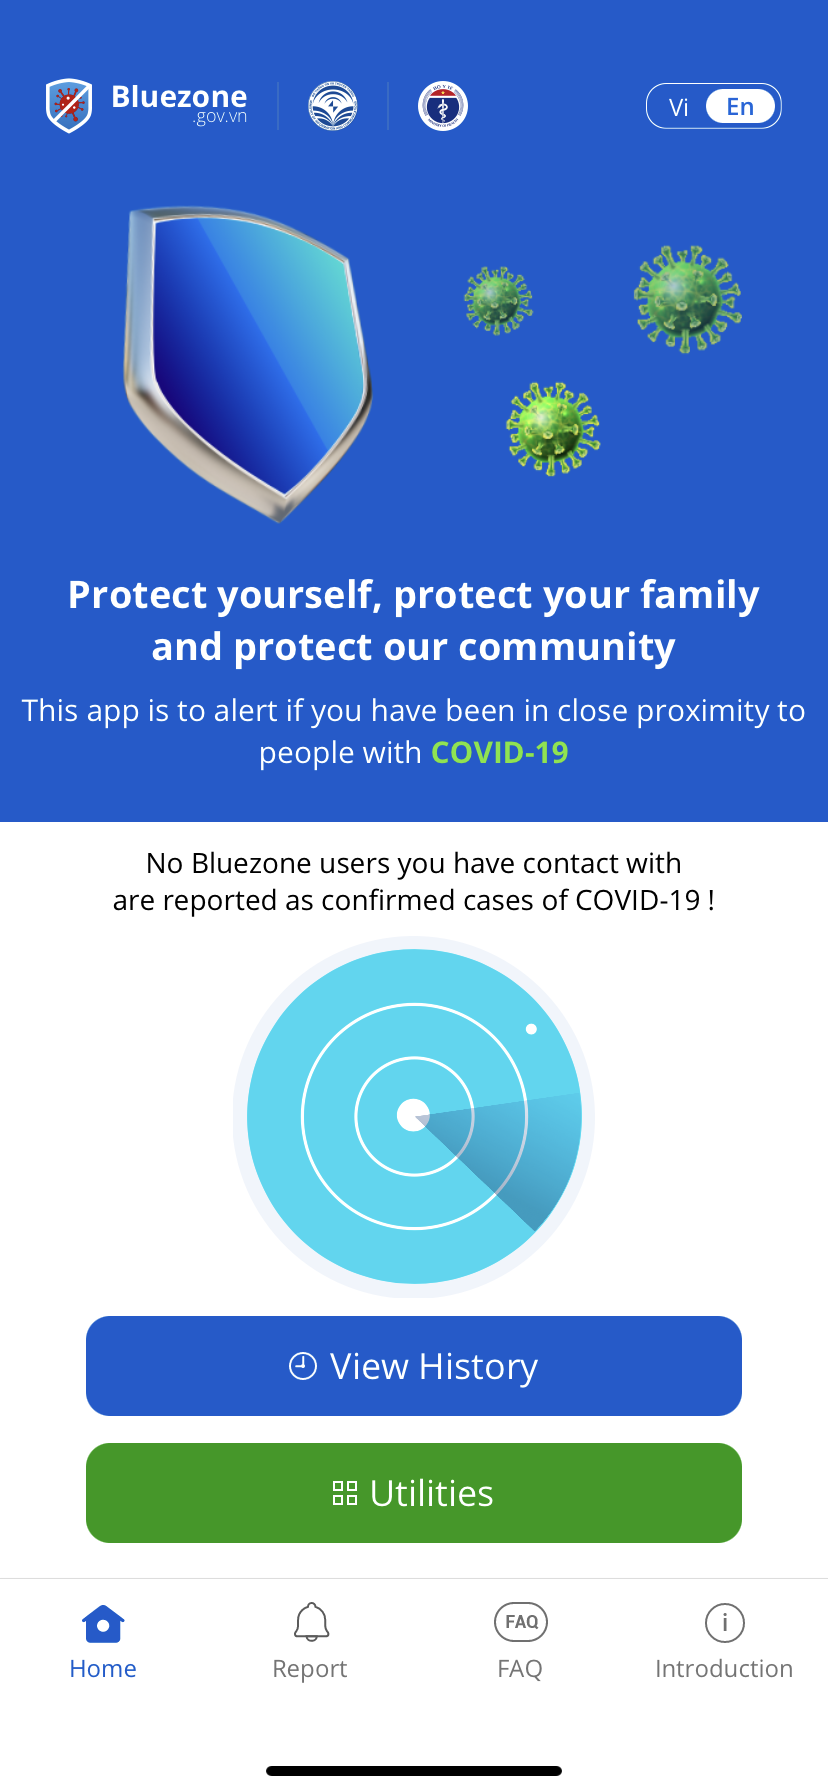 Bluezone
.gov.vn
Vi En
Protect yourself, protect your family
and protect our community
This app is to alert if you have been in close proximity to
people with COVID-19
No Bluezone users you have contact with
are reported as confirmed cases of COVID-19 !
View History
Utilities
FAQ
Home Report FAQ Introduction